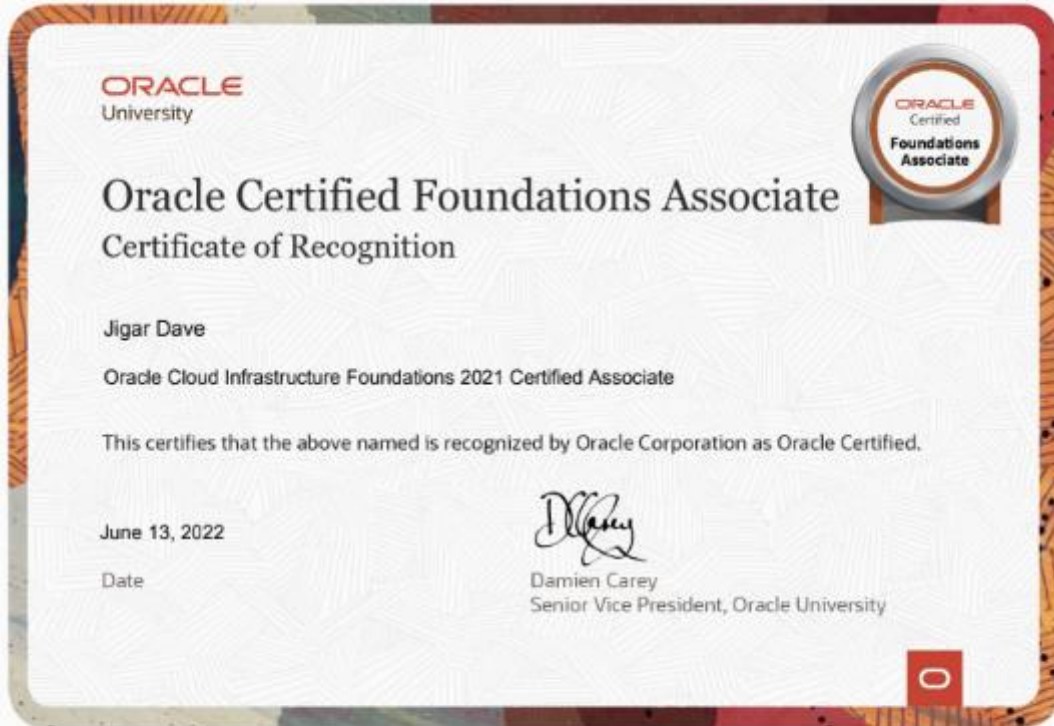 ORACLE
University
ORACLE
Certified
Foundations
Associate
Oracle Certified Foundations Associate
Certificate of Recognition
Jigar Dave
Oracle Cloud Infrastructure Foundations 2021 Certified Associate
This certifies that the above named is recognized by Oracle Corporation as Oracle Certified.
June 13, 2022
Date
DCarey
Damien Carey
Senior Vice President, Oracle University